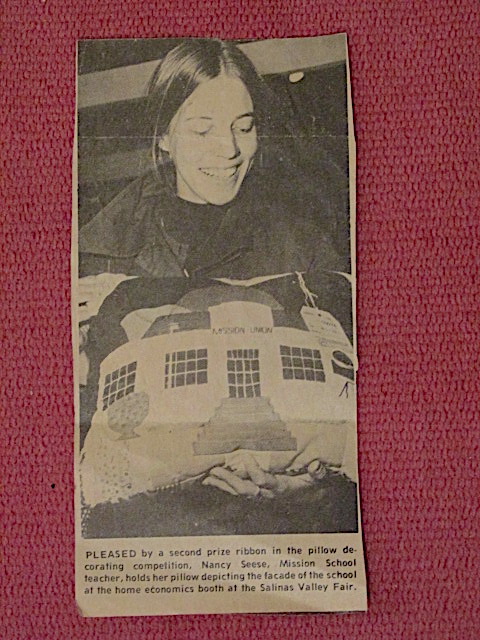 MISSION UNION
PLEASED by a second prize ribbon in the pillow de-
corating competition, Nancy Seese, Mission School
teacher, holds her pillow depicting the facade of the school
at the home economics booth at the Salinas Valley Fair.